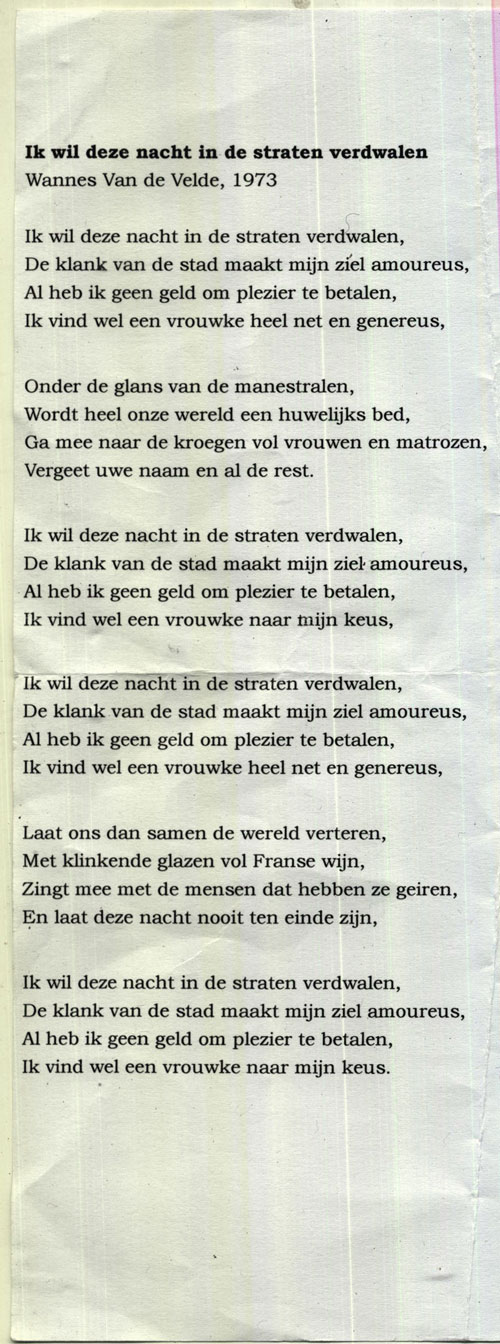 Ik wil deze nacht in de straten verdwalen
Wannes Van de Velde, 1973
Ik wil deze nacht in de straten verdwalen,
De klank van de stad maakt mijn ziel amoureus,
Al heb ik geen geld om plezier te betalen,
Ik vind wel een vrouwke heel net en genereus,
Onder de glans van de manestralen,
Wordt heel onze wereld een huwelijks bed,
Ga mee naar de kroegen vol vrouwen en matrozen,
Vergeet uwe naam en al de rest.
Ik wil deze nacht in de straten verdwalen,
De klank van de stad maakt mijn ziel amoureus,
Al heb ik geen geld om plezier te betalen,
Ik vind wel een vrouwke naar mijn keus,
Ik wil deze nacht in de straten verdwalen,
De klank van de stad maakt mijn ziel amoureus,
Al heb ik geen geld om plezier te betalen,
Ik vind wel een vrouwke heel net en genereus,
Laat ons dan samen de wereld verteren,
Met klinkende glazen vol Franse wijn,
Zingt mee met de mensen dat hebben ze geiren,
En laat deze nacht nooit ten einde zijn,
Ik wil deze nacht in de straten verdwalen,
De klank van de stad maakt mijn ziel amoureus,
Al heb ik geen geld om plezier te betalen,
Ik vind wel een vrouwke naar mijn keus.